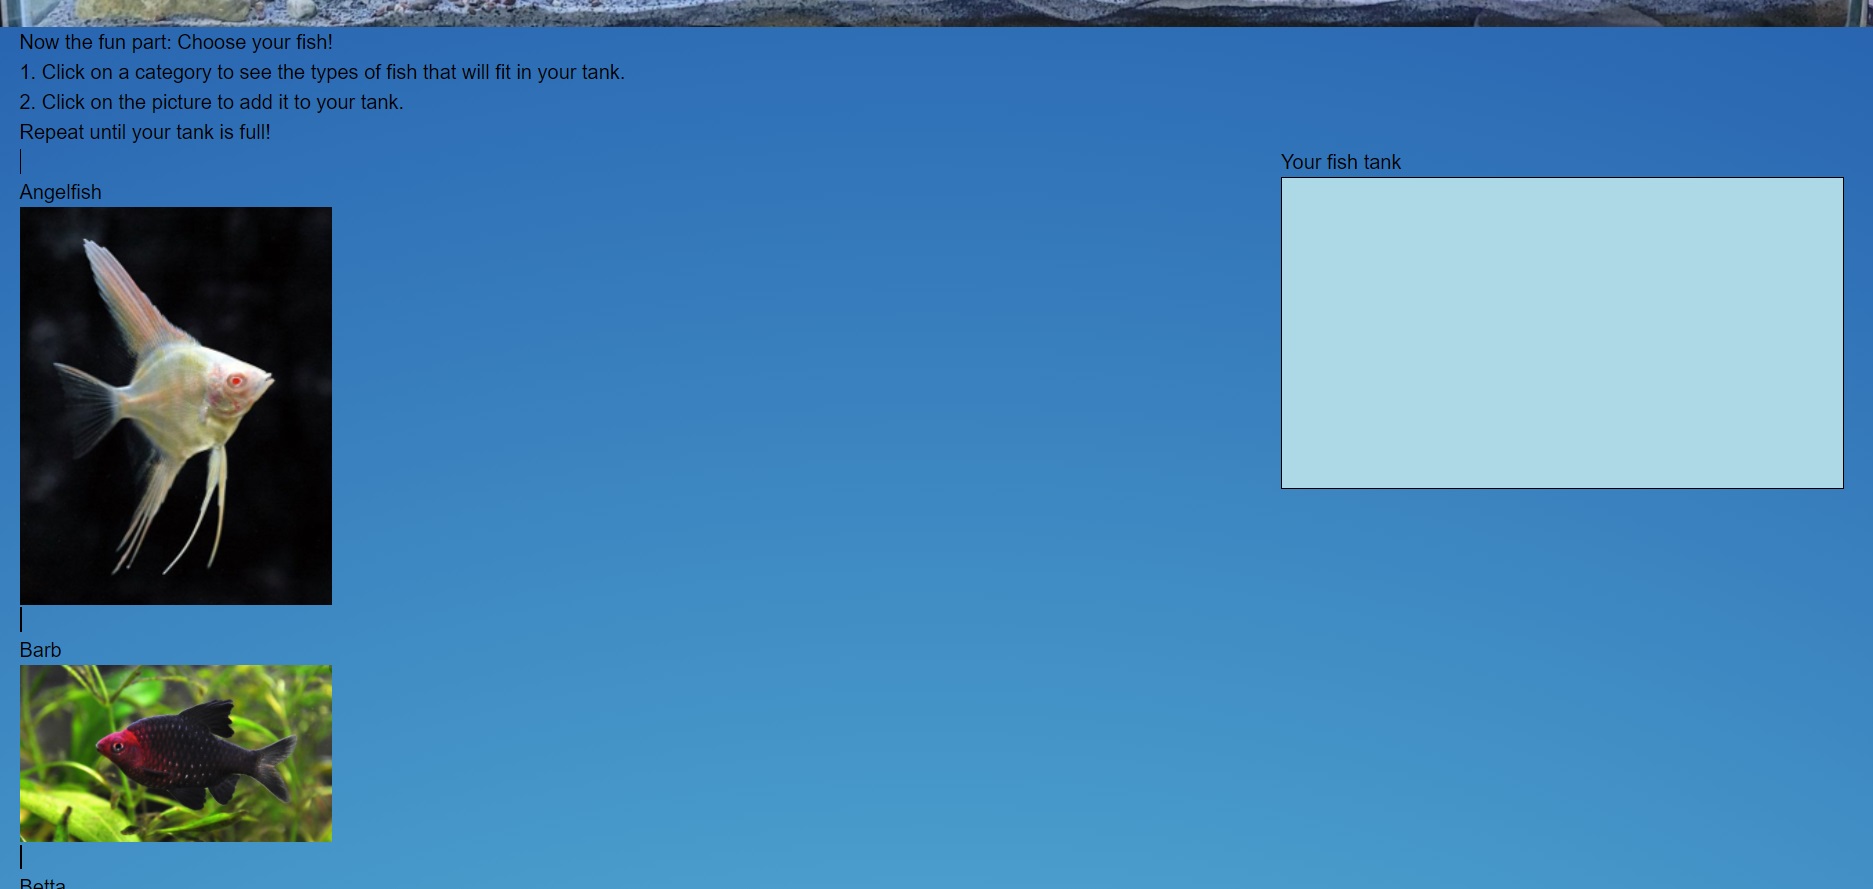 Now the fun part: Choose your fish!
1. Click on a category to see the types of fish that will fit in your tank.
2. Click on the picture to add it to your tank.
Repeat until your tank is full!
Your fish tank
Angelfish
Barb
Betta